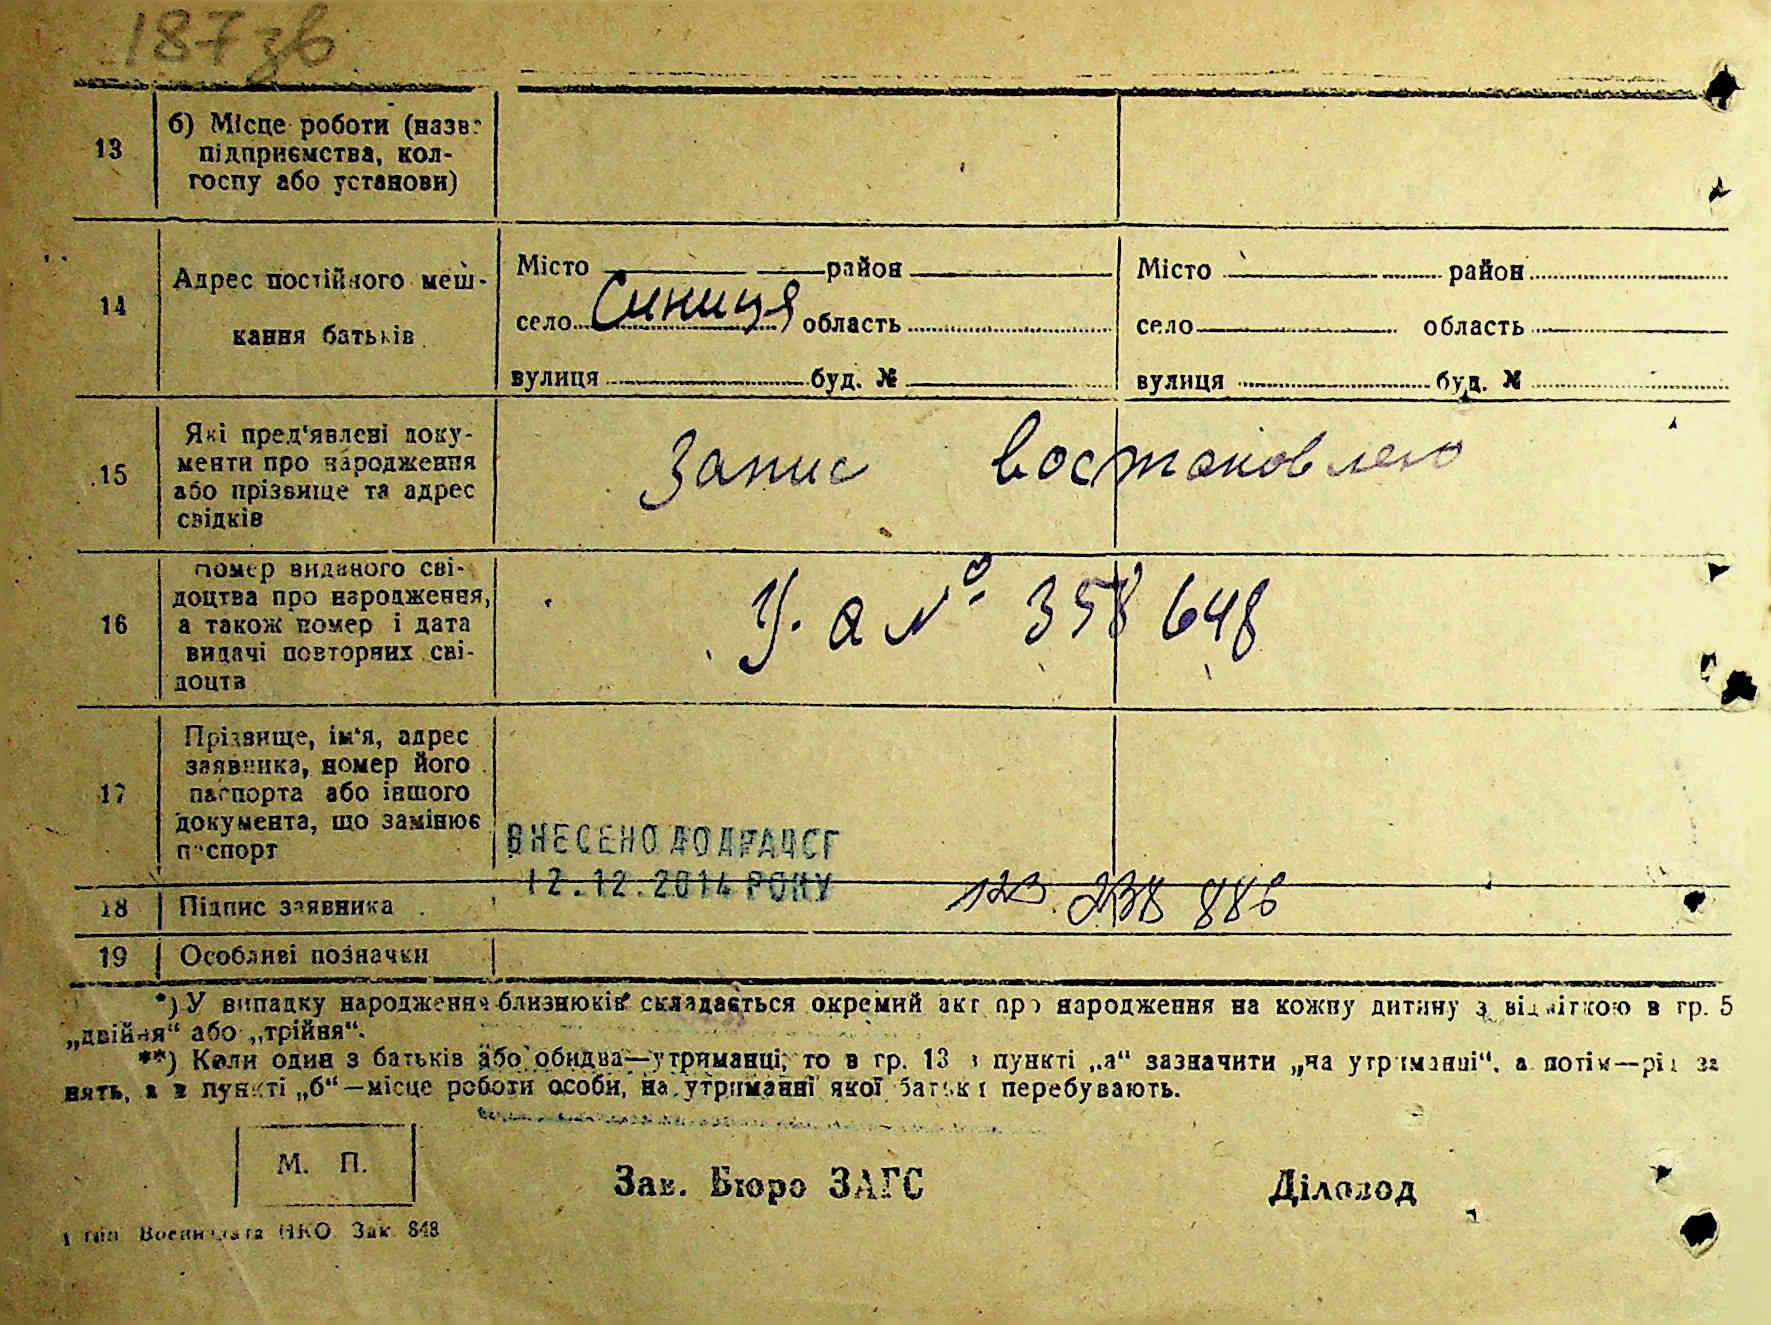 187 зв
13
б) Місце роботи (назва
підприємства, кол-
госпу або установи)
14
Адрес постійного меш-
кання батьків
Місто район
село Синиця область
вулиця буд. №
Місто район
село область
вулиця буд. №
15
Які пред'явлені доку-
менти про народження
або прізвище та адрес
свідків
Запис востановлено
16
Номер виданого сві-
доцтва про народження,
а також номер і дата
видачі повторних сві-
доцтв
У. а № 358 648
17
Прізвище, ім'я, адрес
заявника, номер його
паспорта або іншого
документа, що замінює
паспорт
ВНЕСЕНО ДО ДРАЦСГ
12.12.2014 РОКУ
18
Підпис заявника
19
Особливі позначки
*) У випадку народження близнюків складається окремий акт про народження на кожну дитину з відміткою в гр. 5
„двійня“ або „трійня“.
**) Коли один з батьків або обидва—утриманці, то в гр. 13 в пункті „а“ зазначити „на утриманні“, а потім—рід за
нять, а в пункті „б“—місце роботи особи, на утриманні якої батьки перебувають.
М. П.
Зав. Бюро ЗАГС
Діловод
НКО Зак. 848